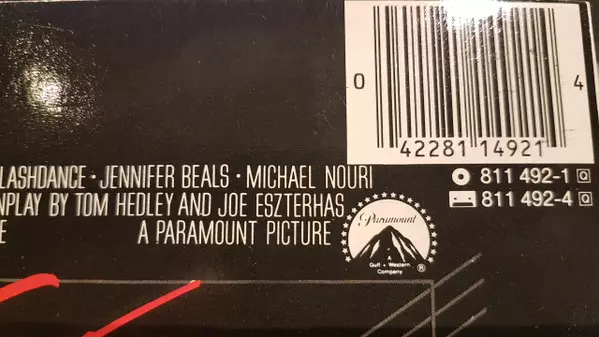 0 4
42281 14921
LASHDANCE · JENNIFER BEALS · MICHAEL NOURI
811 492-1 Q
NPLAY BY TOM HEDLEY AND JOE ESZTERHAS
811 492-4 Q
E A PARAMOUNT PICTURE
Paramount
Gulf + Western
Company
®